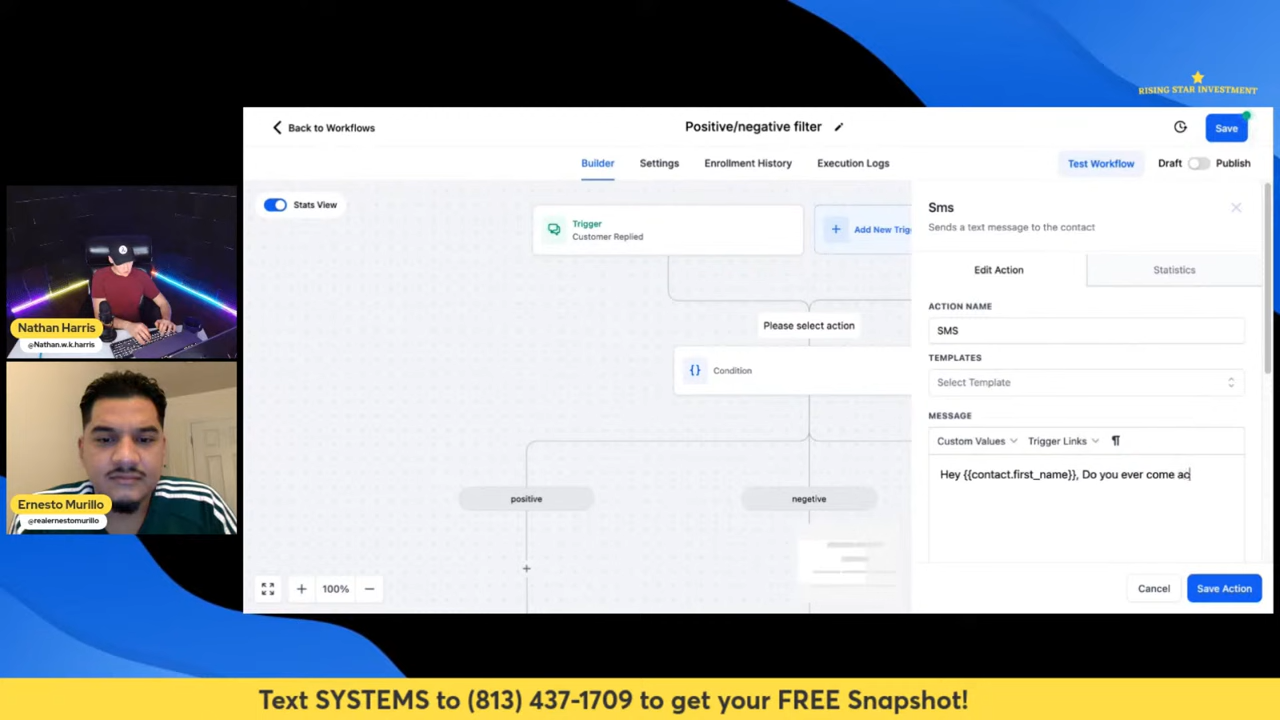 RISING STAR INVESTMENT
Back to Workflows
Positive/negative filter
Save
Builder
Settings
Enrollment History
Execution Logs
Test Workflow
Draft
Publish
Stats View
Trigger
Customer Replied
Add New Trig
Please select action
Condition
positive
negetive
100%
Sms
Sends a text message to the contact
Edit Action
Statistics
ACTION NAME
SMS
TEMPLATES
Select Template
MESSAGE
Custom Values
Trigger Links
Hey {{contact.first_name}}, Do you ever come ac
Cancel
Save Action
Nathan Harris
@Nathan.w.k.harris
Ernesto Murillo
@realernestomurillo
Text SYSTEMS to (813) 437-1709 to get your FREE Snapshot!